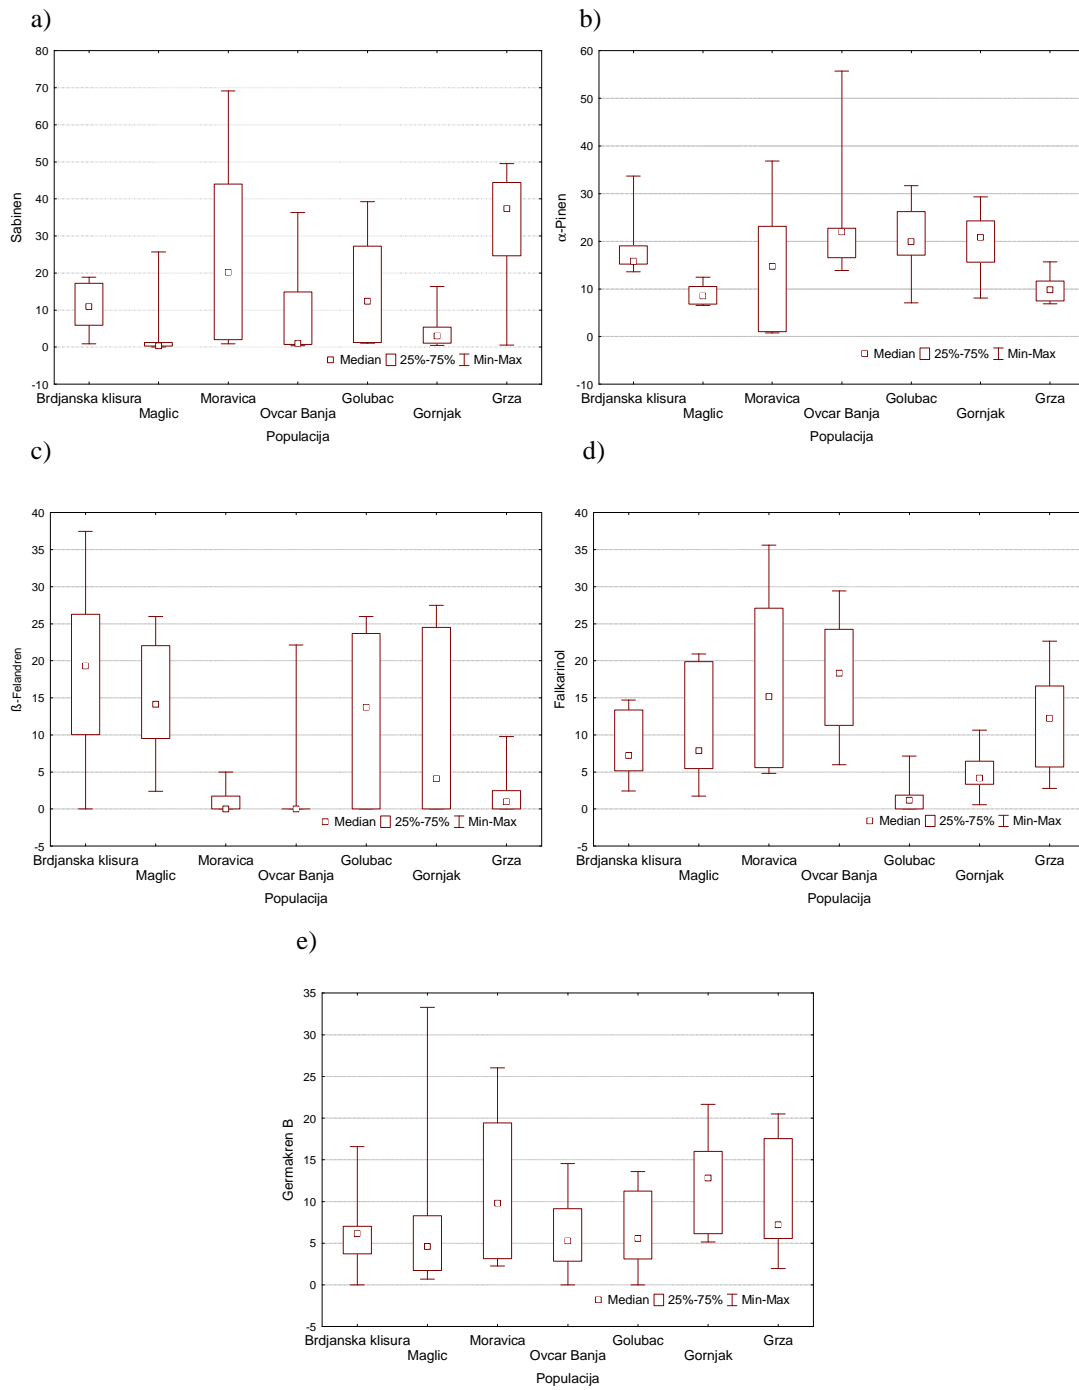 a)
80
70
60
50
40
30
20
10
0
-10
Sabinen
Median 25%-75% Min-Max
Brdjanska klisura Moravica Golubac Grza
Maglic Ovcar Banja Gornjak
Populacija
b)
60
50
40
30
20
10
0
-10
α-Pinen
Median 25%-75% Min-Max
Brdjanska klisura Moravica Golubac Grza
Maglic Ovcar Banja Gornjak
Populacija
c)
40
35
30
25
20
15
10
5
0
-5
ß-Felandren
Median 25%-75% Min-Max
Brdjanska klisura Moravica Golubac Grza
Maglic Ovcar Banja Gornjak
Populacija
d)
40
35
30
25
20
15
10
5
0
-5
Falkarinol
Median 25%-75% Min-Max
Brdjanska klisura Moravica Golubac Grza
Maglic Ovcar Banja Gornjak
Populacija
e)
35
30
25
20
15
10
5
0
-5
Germakren B
Median 25%-75% Min-Max
Brdjanska klisura Moravica Golubac Grza
Maglic Ovcar Banja Gornjak
Populacija